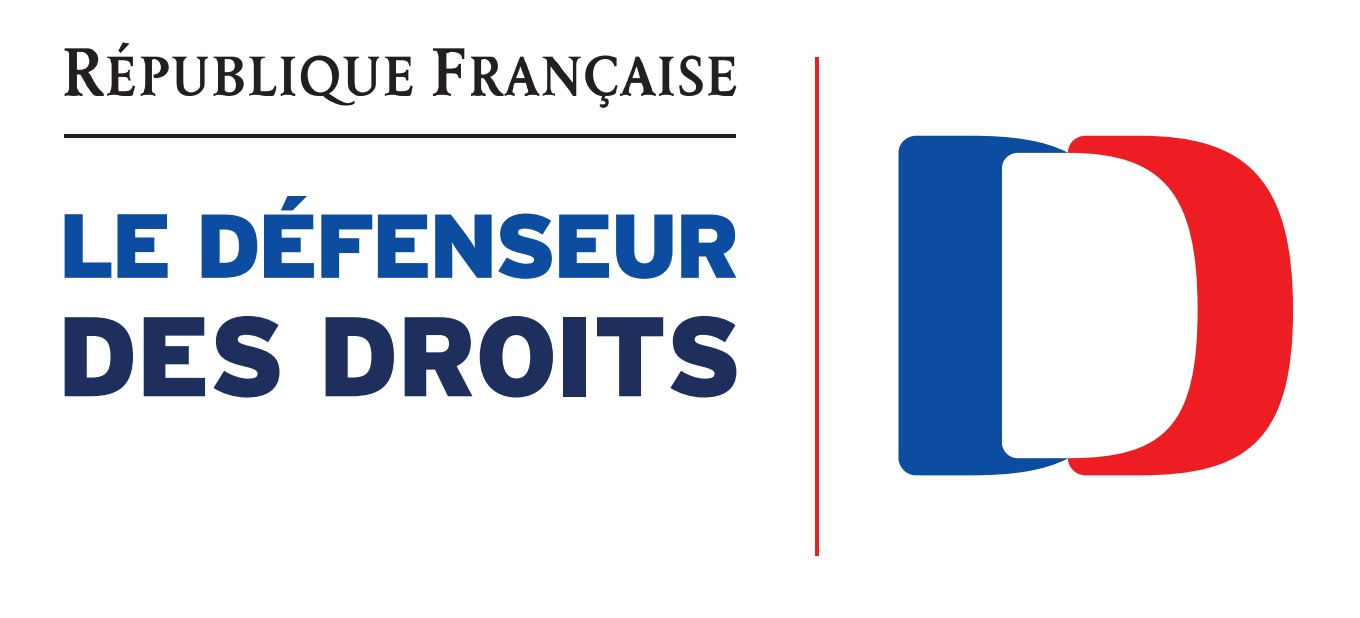 RÉPUBLIQUE FRANÇAISE
LE DÉFENSEUR
DES DROITS
D